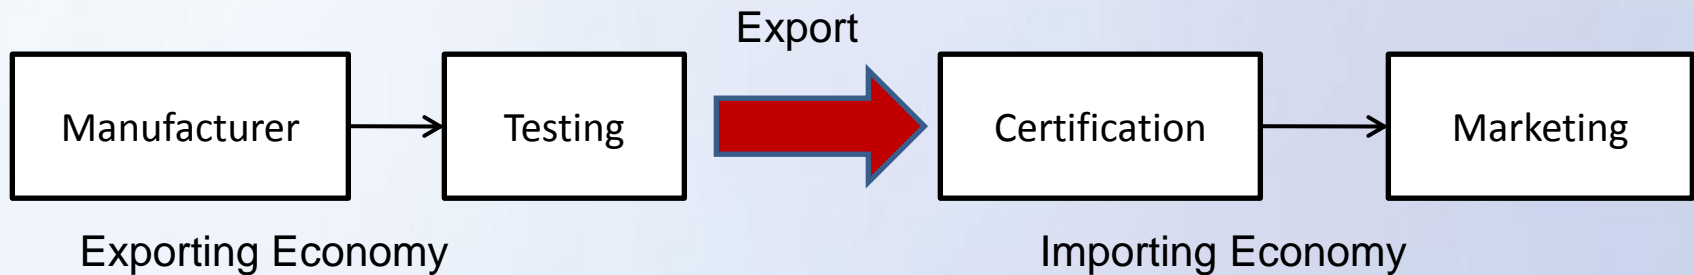 Export
Manufacturer
Testing
Certification
Marketing
Exporting Economy
Importing Economy